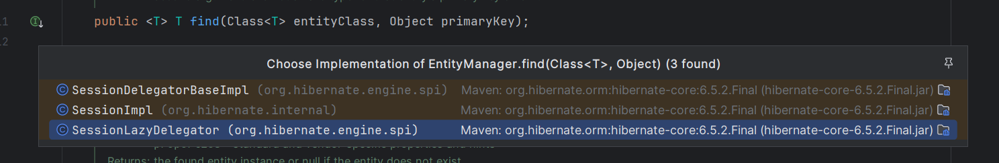 11
public <T> T find(Class<T> entityClass, Object primaryKey);
12
Choose Implementation of EntityManager.find(Class<T>, Object) (3 found)
SessionDelegatorBaseImpl (org.hibernate.engine.spi) Maven: org.hibernate.orm:hibernate-core:6.5.2.Final (hibernate-core-6.5.2.Final.jar)
SessionImpl (org.hibernate.internal) Maven: org.hibernate.orm:hibernate-core:6.5.2.Final (hibernate-core-6.5.2.Final.jar)
SessionLazyDelegator (org.hibernate.engine.spi) Maven: org.hibernate.orm:hibernate-core:6.5.2.Final (hibernate-core-6.5.2.Final.jar)
Returns: the found entity instance or null if the entity does not exist